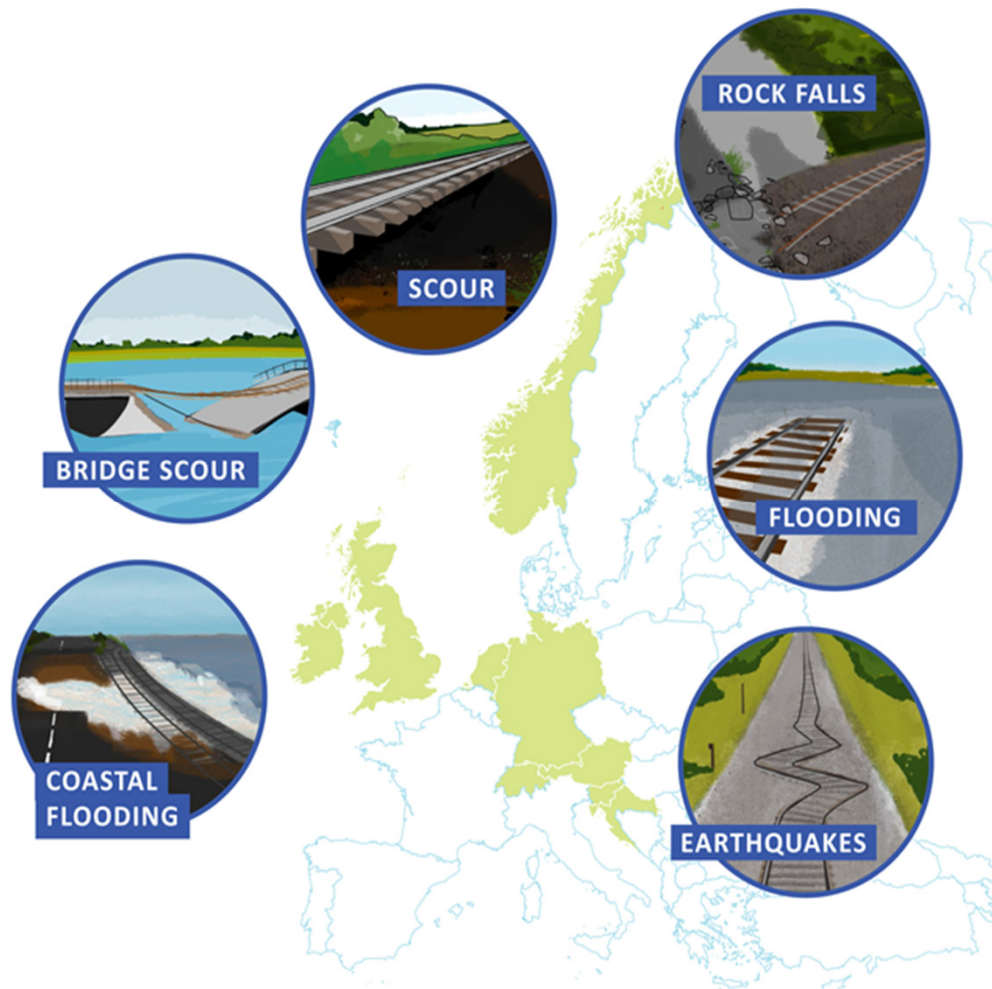 ROCK FALLS
SCOUR
BRIDGE SCOUR
FLOODING
COASTAL
FLOODING
EARTHQUAKES